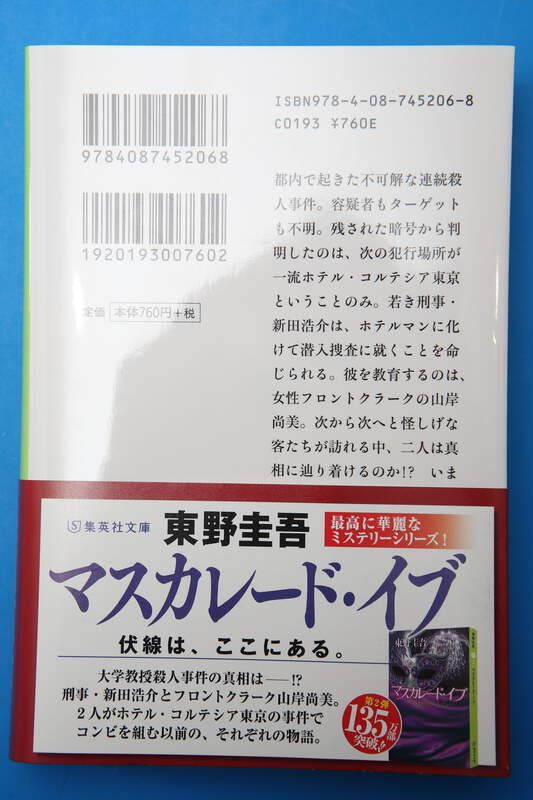 9784087452068
1920193007602
定価 本体760円+税
ISBN978-4-08-745206-8
C0193 ¥760E
都内で起きた不可解な連続殺
人事件。容疑者もターゲット
も不明。残された暗号から判
明したのは、次の犯行場所が
一流ホテル・コルテシア東京
ということのみ。若き刑事・
新田浩介は、ホテルマンに化
けて潜入捜査に就くことを命
じられる。彼を教育するのは、
女性フロントクラークの山岸
尚美。次から次へと怪しげな
客たちが訪れる中、二人は真
相に辿り着けるのか!? いま
S集英社文庫
東野圭吾
最高に華麗な
ミステリーシリーズ!
マスカレード・イブ
伏線は、ここにある。
大学教授殺人事件の真相は──!?
刑事・新田浩介とフロントクラーク山岸尚美。
2人がホテル・コルテシア東京の事件で
コンビを組む以前の、それぞれの物語。
東野圭吾
マスカレード・イブ
第2弾
135万部
突破!!